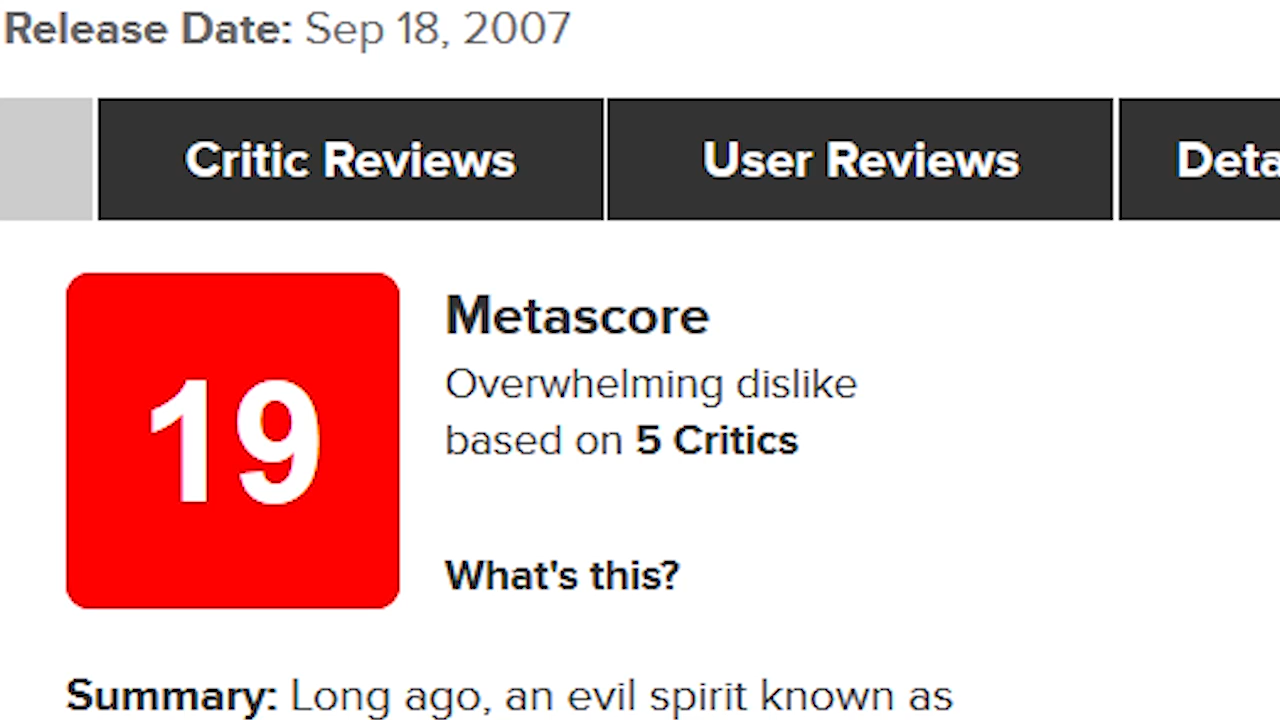 Release Date: Sep 18, 2007
Critic Reviews
User Reviews
Deta
19
Metascore
Overwhelming dislike
based on 5 Critics
What's this?
Summary: Long ago, an evil spirit known as